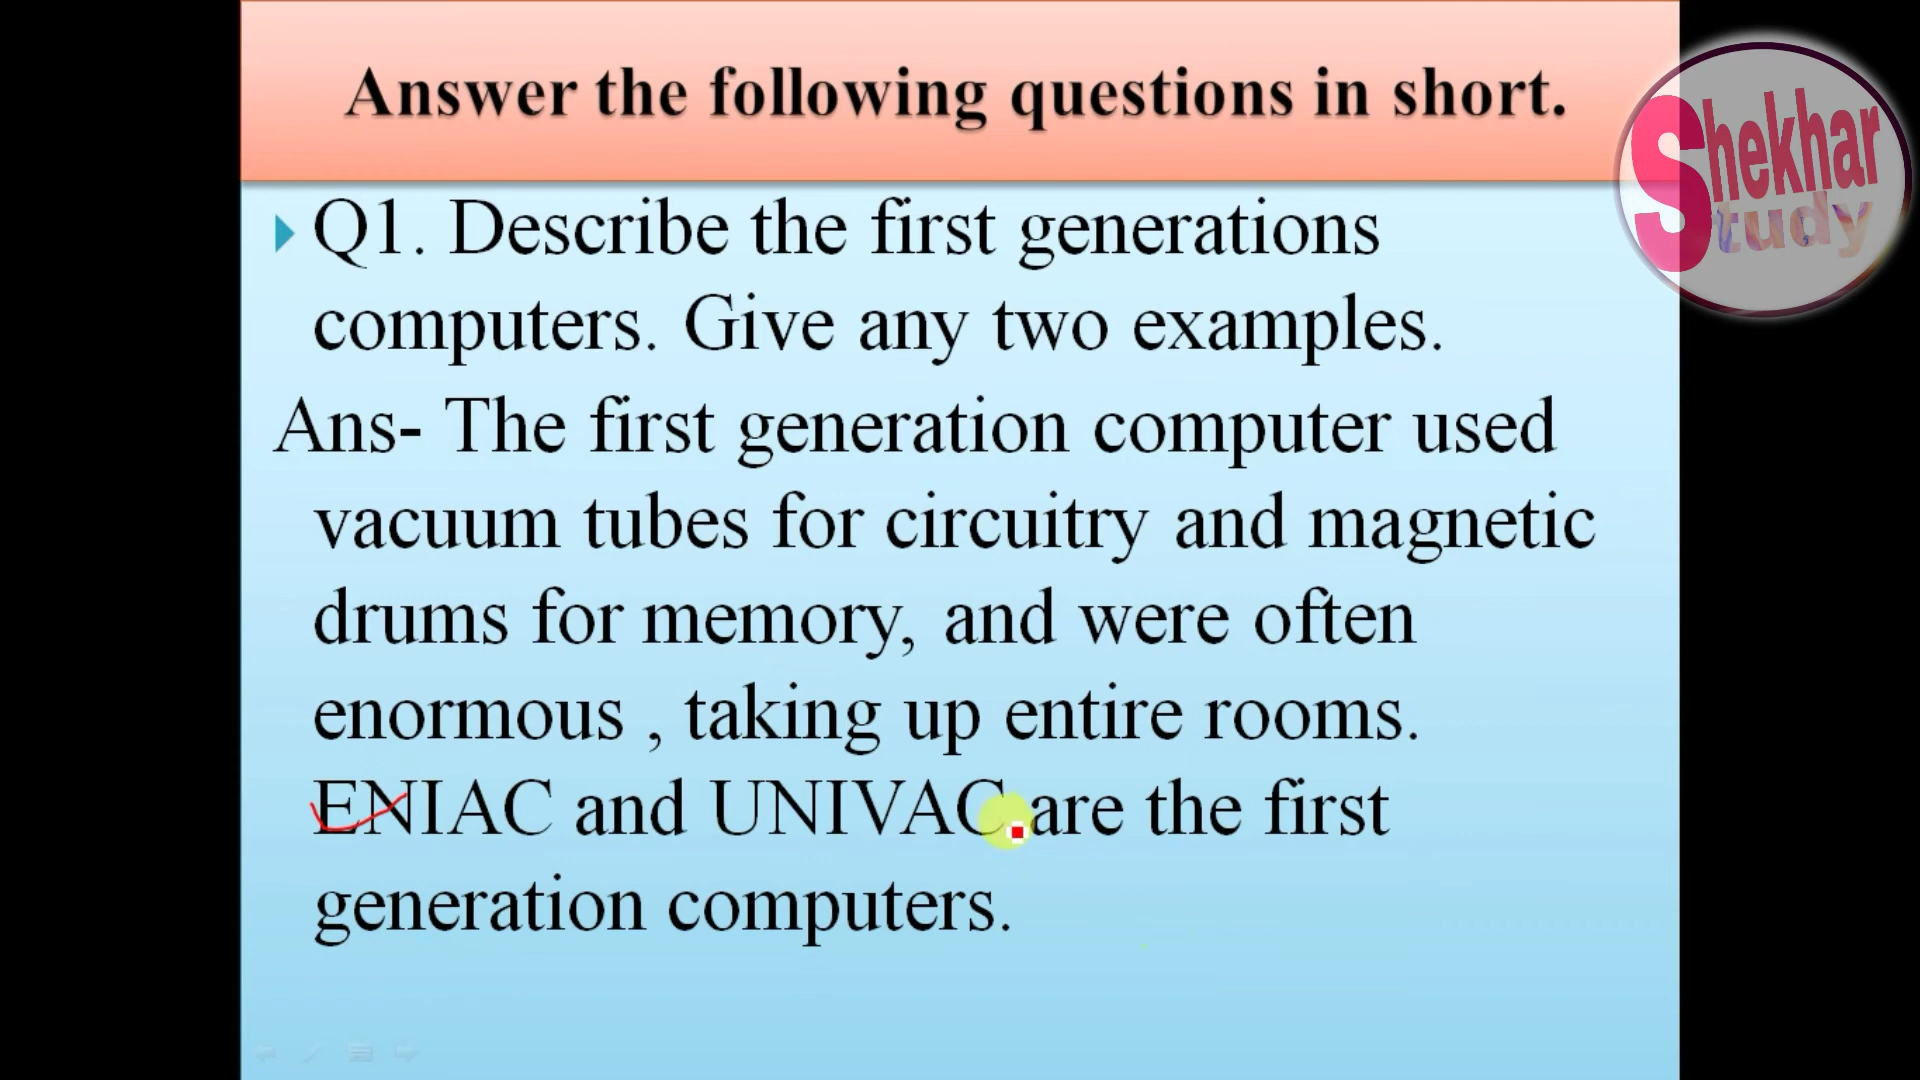 Answer the following questions in short.
Shekhar
Study
Q1. Describe the first generations
computers. Give any two examples.
Ans- The first generation computer used
vacuum tubes for circuitry and magnetic
drums for memory, and were often
enormous , taking up entire rooms.
ENIAC and UNIVAC are the first
generation computers.